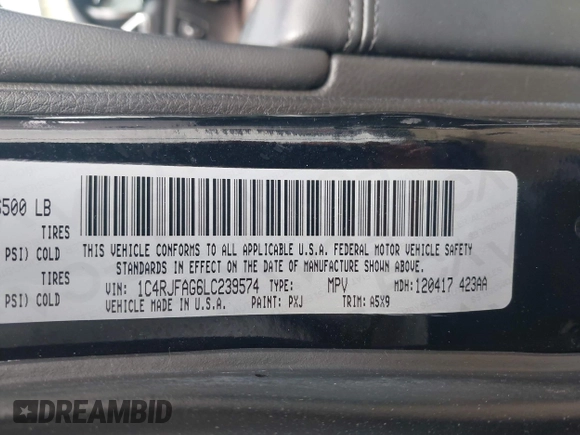 6500 LB
TIRES
PSI) COLD
TIRES
PSI) COLD
THIS VEHICLE CONFORMS TO ALL APPLICABLE U.S.A. FEDERAL MOTOR VEHICLE SAFETY
STANDARDS IN EFFECT ON THE DATE OF MANUFACTURE SHOWN ABOVE.
VIN: 1C4RJFAG6LC239574 TYPE: MPV MDH:120417 423AA
VEHICLE MADE IN U.S.A. PAINT: PXJ TRIM: A5X9
DREAMBID